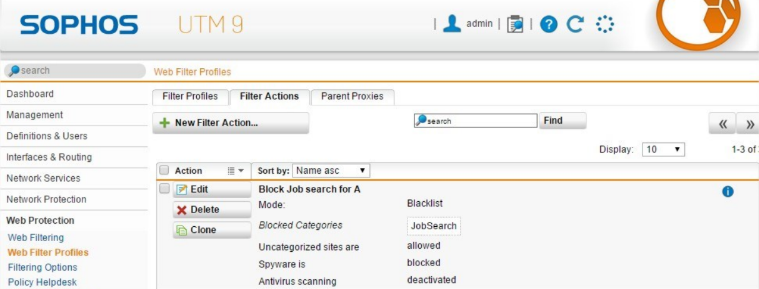 SOPHOS UTM 9 | admin | |
search Web Filter Profiles
Dashboard Filter Profiles Filter Actions Parent Proxies
Management
+ New Filter Action... search Find « »
Definitions & Users
Interfaces & Routing Display: 10 1-3 of
Network Services Action Sort by: Name asc
Network Protection Edit Block Job search for A
Mode: Blacklist
Web Protection Delete
Web Filtering Clone Blocked Categories JobSearch
Web Filter Profiles Uncategorized sites are allowed
Filtering Options Spyware is blocked
Policy Helpdesk Antivirus scanning deactivated